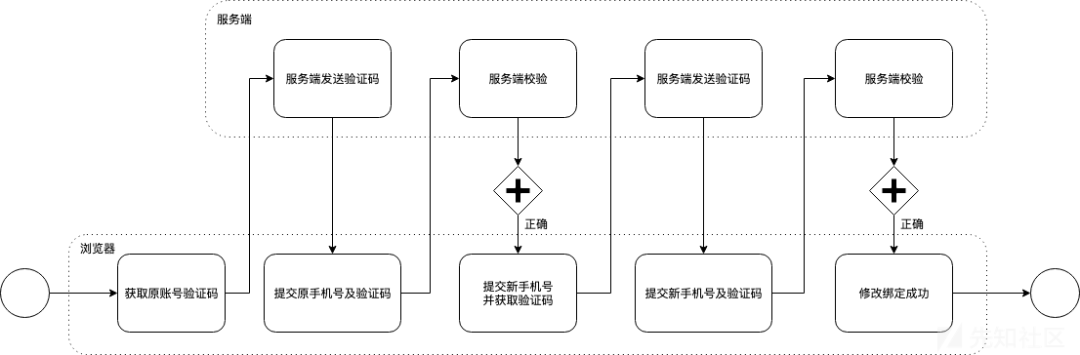 服务端
服务端发送验证码
服务端校验
服务端发送验证码
服务端校验
正确
正确
浏览器
获取原账号验证码
提交原手机号及验证码
提交新手机号
并获取验证码
提交新手机号及验证码
修改绑定成功
先知社区